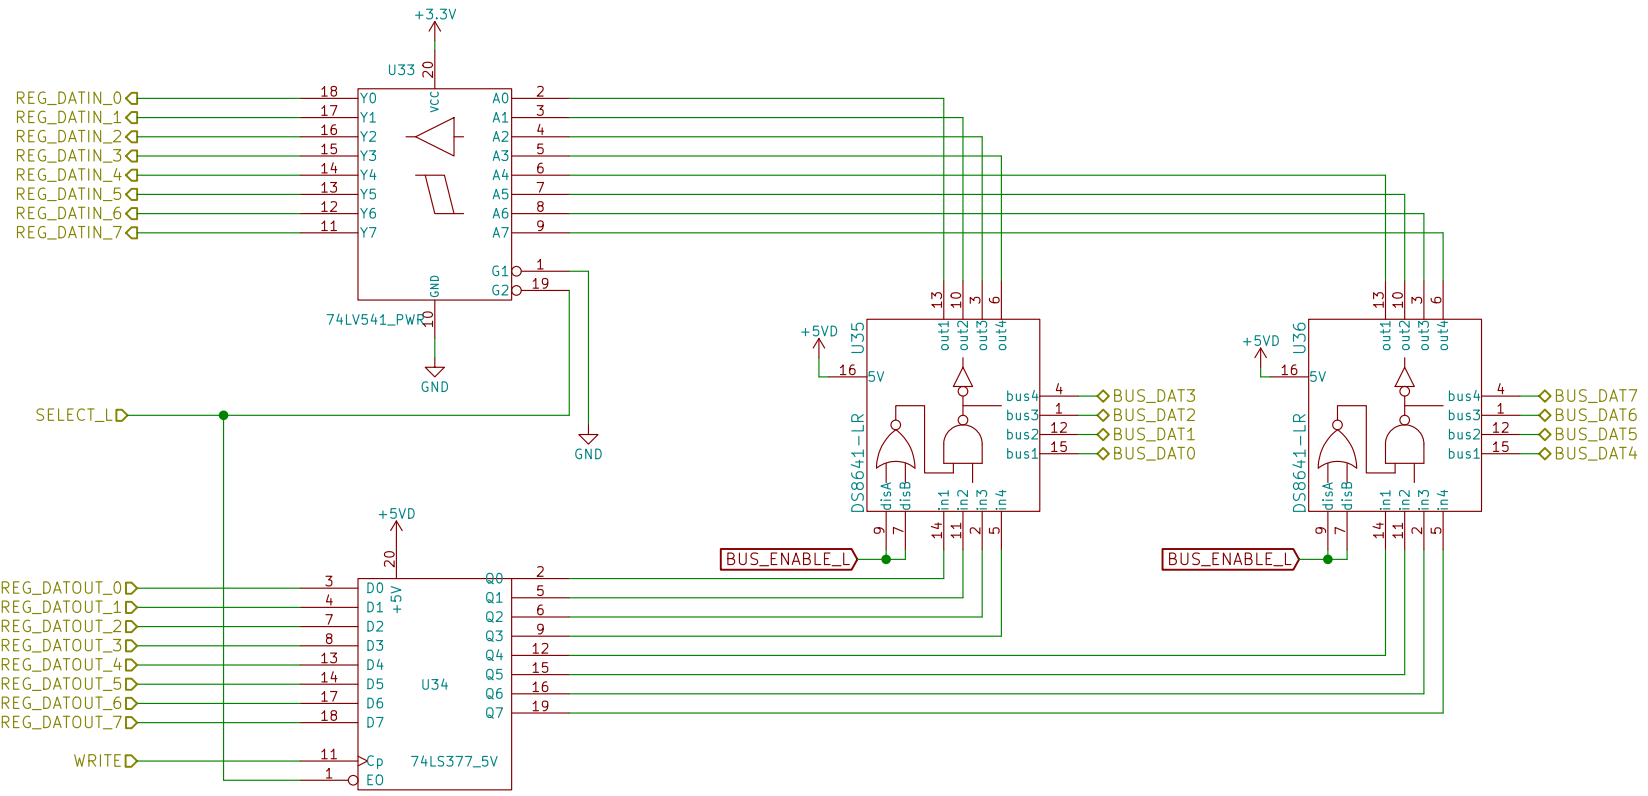 +3.3V
U33
20
REG_DATIN_0 18 Y0 VCC A0 2
REG_DATIN_1 17 Y1 A1 3
REG_DATIN_2 16 Y2 A2 4
REG_DATIN_3 15 Y3 A3 5
REG_DATIN_4 14 Y4 A4 6
REG_DATIN_5 13 Y5 A5 7
REG_DATIN_6 12 Y6 A6 8
REG_DATIN_7 11 Y7 A7 9
G1 1
GND G2 19
74LV541_PWR
10
GND
SELECT_L
GND
13 10 3 6
out1 out2 out3 out4
U35
+5VD
16 5V
bus4 4 BUS_DAT3
bus3 1 BUS_DAT2
bus2 12 BUS_DAT1
bus1 15 BUS_DAT0
DS8641-LR
disA disB in1 in2 in3 in4
9 7 14 11 2 5
BUS_ENABLE_L
13 10 3 6
out1 out2 out3 out4
U36
+5VD
16 5V
bus4 4 BUS_DAT7
bus3 1 BUS_DAT6
bus2 12 BUS_DAT5
bus1 15 BUS_DAT4
DS8641-LR
disA disB in1 in2 in3 in4
9 7 14 11 2 5
BUS_ENABLE_L
+5VD
20
+5V
REG_DATOUT_0 3 D0 Q0 2
REG_DATOUT_1 4 D1 Q1 5
REG_DATOUT_2 7 D2 Q2 6
REG_DATOUT_3 8 D3 Q3 9
REG_DATOUT_4 13 D4 Q4 12
REG_DATOUT_5 14 D5 Q5 15
U34
REG_DATOUT_6 17 D6 Q6 16
REG_DATOUT_7 18 D7 Q7 19
WRITE 11 Cp 74LS377_5V
1 EO